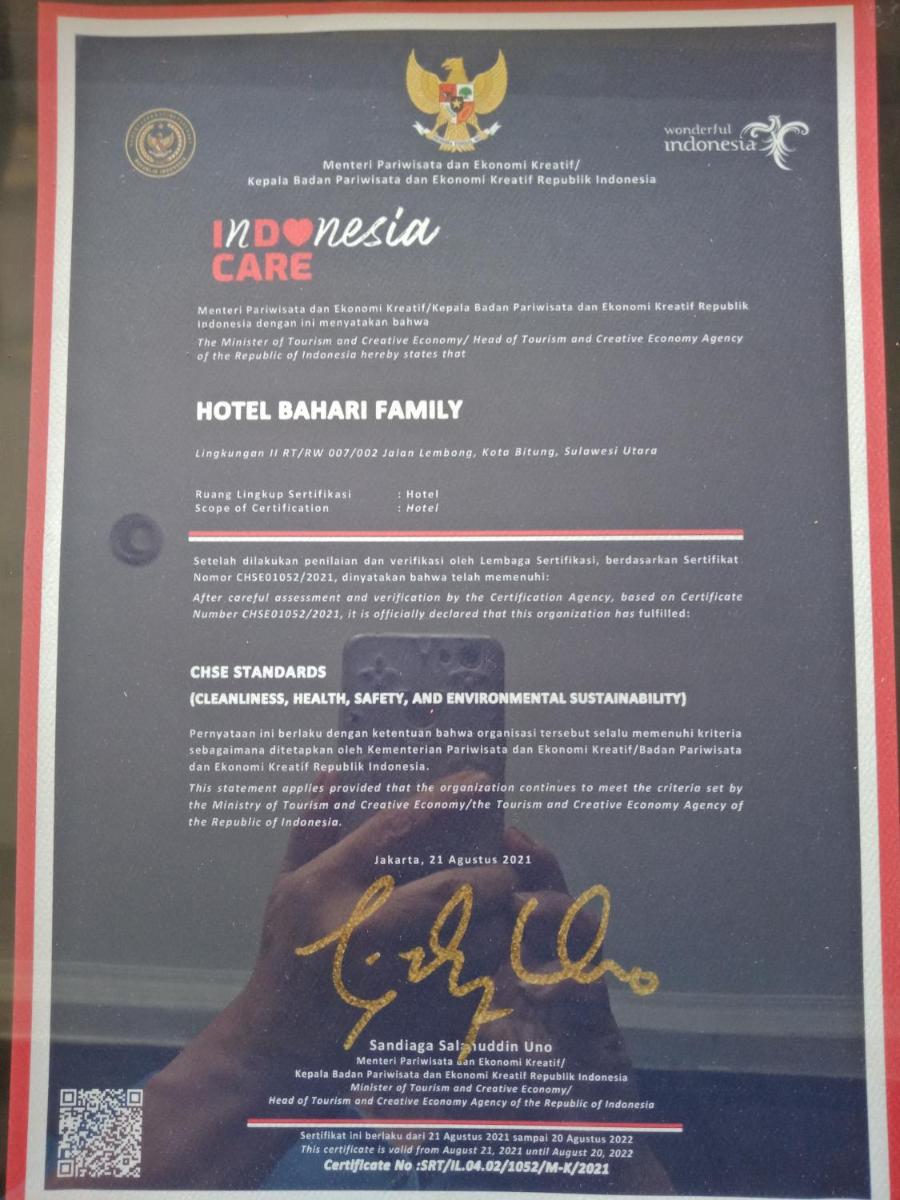 wonderful
indonesia
Menteri Pariwisata dan Ekonomi Kreatif/
Kepala Badan Pariwisata dan Ekonomi Kreatif Republik Indonesia
INDONESIA
CARE
Menteri Pariwisata dan Ekonomi Kreatif/Kepala Badan Pariwisata dan Ekonomi Kreatif Republik
Indonesia dengan ini menyatakan bahwa
The Minister of Tourism and Creative Economy/ Head of Tourism and Creative Economy Agency
of the Republic of Indonesia hereby states that
HOTEL BAHARI FAMILY
Lingkungan II RT/RW 007/002 Jalan Lembong, Kota Bitung, Sulawesi Utara
Ruang Lingkup Sertifikasi : Hotel
Scope of Certification : Hotel
Setelah dilakukan penilaian dan verifikasi oleh Lembaga Sertifikasi, berdasarkan Sertifikat
Nomor CHSE01052/2021, dinyatakan bahwa telah memenuhi:
After careful assessment and verification by the Certification Agency, based on Certificate
Number CHSE01052/2021, it is officially declared that this organization has fulfilled:
CHSE STANDARDS
(CLEANLINESS, HEALTH, SAFETY, AND ENVIRONMENTAL SUSTAINABILITY)
Pernyataan ini berlaku dengan ketentuan bahwa organisasi tersebut selalu memenuhi kriteria
sebagaimana ditetapkan oleh Kementerian Pariwisata dan Ekonomi Kreatif/Badan Pariwisata
dan Ekonomi Kreatif Republik Indonesia.
This statement applies provided that the organization continues to meet the criteria set by
the Ministry of Tourism and Creative Economy/the Tourism and Creative Economy Agency of
the Republic of Indonesia.
Jakarta, 21 Agustus 2021
Sandiaga Salahuddin Uno
Menteri Pariwisata dan Ekonomi Kreatif/
Kepala Badan Pariwisata dan Ekonomi Kreatif Republik Indonesia
Minister of Tourism and Creative Economy/
Head of Tourism and Creative Economy Agency of the Republic of Indonesia
Sertifikat ini berlaku dari 21 Agustus 2021 sampai 20 Agustus 2022
This certificate is valid from August 21, 2021 until August 20, 2022
Certificate No :SRT/IL.04.02/1052/M-K/2021